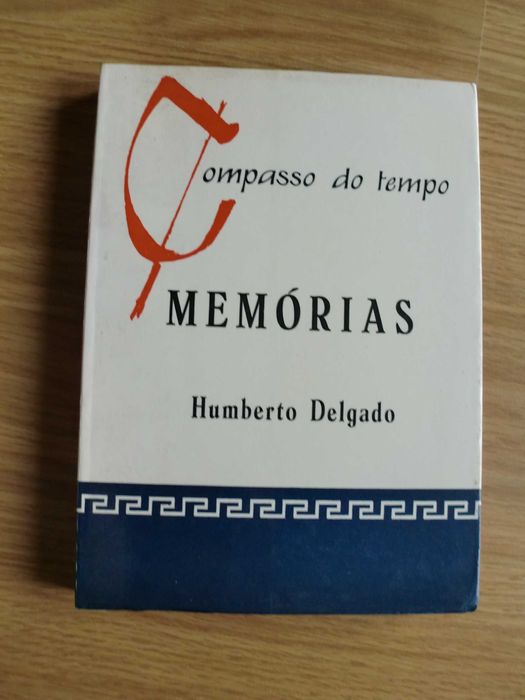 Compasso do tempo
MEMÓRIAS
Humberto Delgado